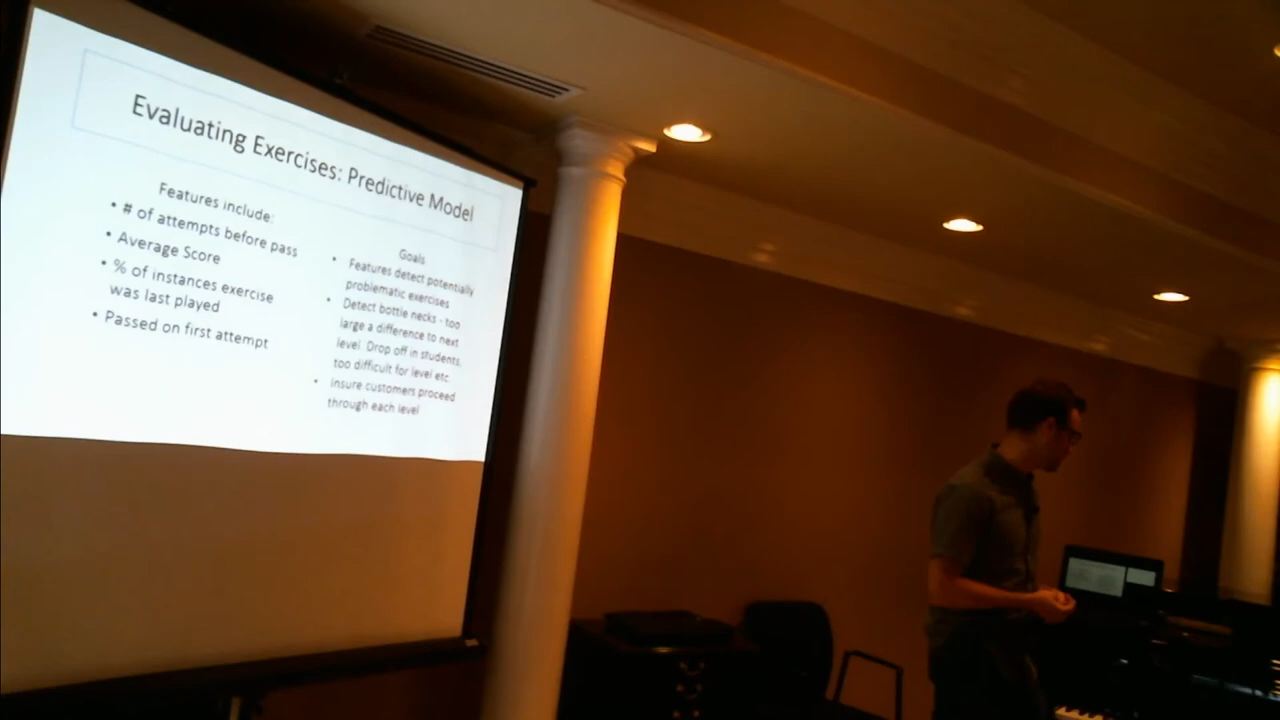 Evaluating Exercises: Predictive Model
Features include:
• # of attempts before pass
• Average Score
• % of instances exercise
was last played
• Passed on first attempt
Goals
• Features detect potentially
problematic exercises
• Detect bottle necks - too
large a difference to next
level. Drop off in students,
too difficult for level etc.
• Insure customers proceed
through each level